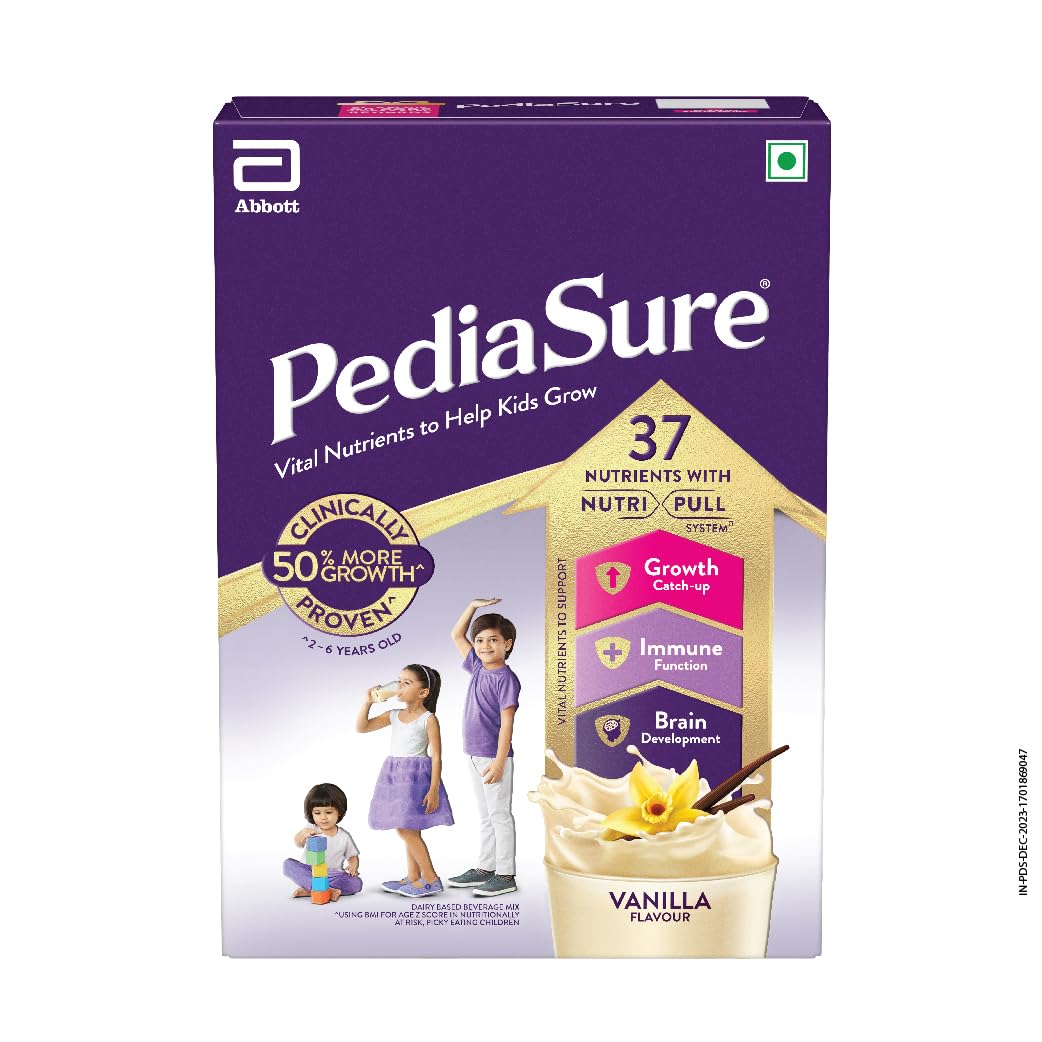 PediaSure
Abbott
PediaSure®
Vital Nutrients to Help Kids Grow
37
NUTRIENTS WITH
NUTRI PULL
SYSTEM
CLINICALLY
50% MORE
GROWTH^
PROVEN^
^2-6 YEARS OLD
VITAL NUTRIENTS TO SUPPORT
Growth
Catch-up
Immune
Function
Brain
Development
VANILLA
FLAVOUR
DAIRY BASED BEVERAGE MIX
^USING BMI FOR AGE Z SCORE IN NUTRITIONALLY
AT RISK, PICKY EATING CHILDREN
IN-PDS-DEC-2023-1701869047